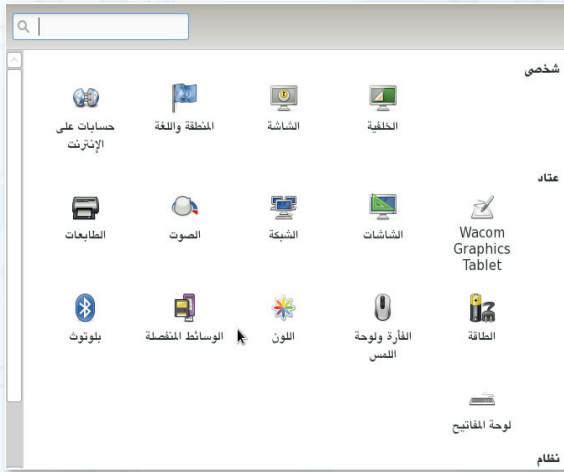 شخصي
الخلفية
الشاشة
المنطقة واللغة
حسابات على
الإنترنت
عتاد
Wacom
Graphics
Tablet
الشاشات
الشبكة
الصوت
الطابعات
الطاقة
الفأرة ولوحة
اللمس
اللون
الوسائط المنفصلة
بلوتوث
لوحة المفاتيح
نظام